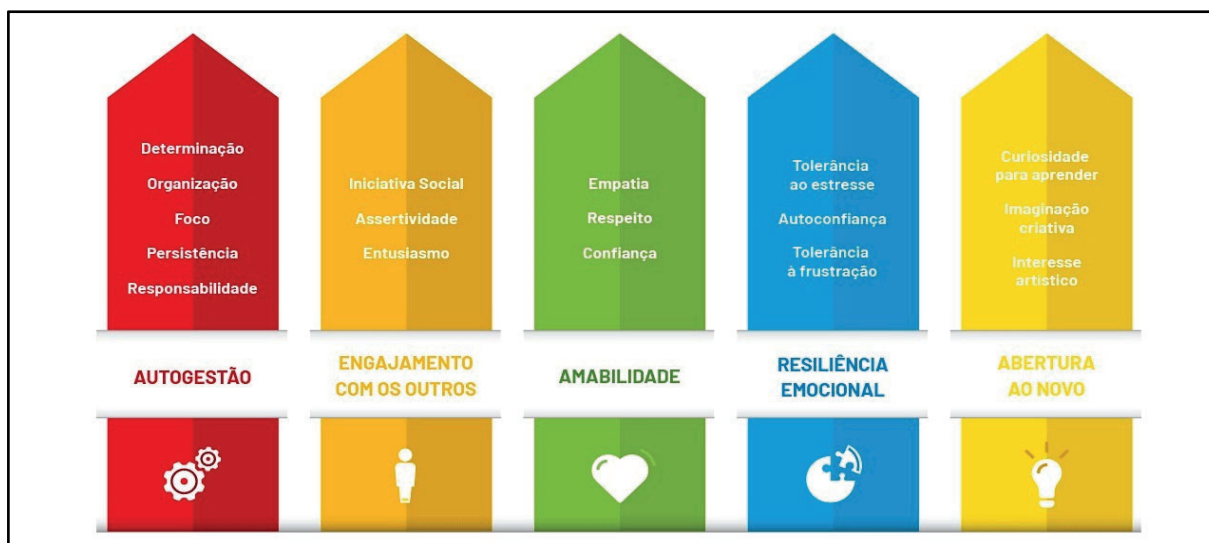 Determinação
Organização
Foco
Persistência
Responsabilidade
AUTOGESTÃO
Iniciativa Social
Assertividade
Entusiasmo
ENGAJAMENTO
COM OS OUTROS
Empatia
Respeito
Confiança
AMABILIDADE
Tolerância
ao estresse
Autoconfiança
Tolerância
à frustração
RESILIÊNCIA
EMOCIONAL
Curiosidade
para aprender
Imaginação
criativa
Interesse
artístico
ABERTURA
AO NOVO